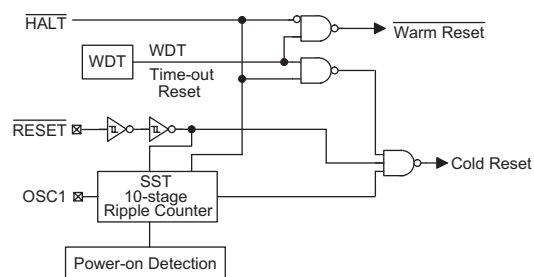 HALT
Warm Reset
WDT
WDT
Time-out
Reset
RESET
Cold Reset
OSC1
SST
10-stage
Ripple Counter
Power-on Detection